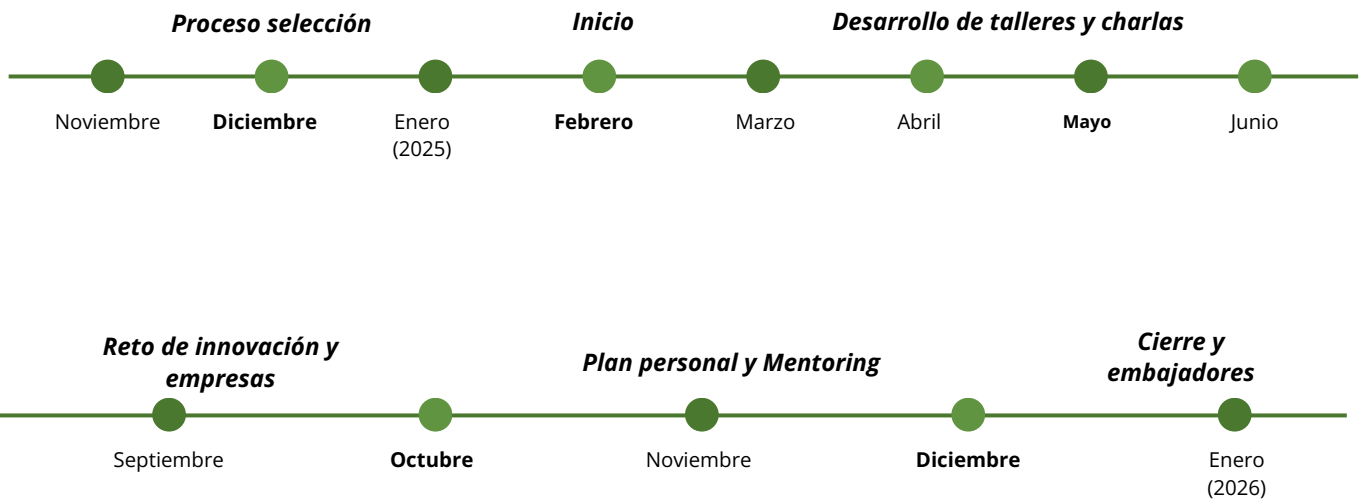 Proceso selección
Inicio
Desarrollo de talleres y charlas
Noviembre
Diciembre
Enero
(2025)
Febrero
Marzo
Abril
Mayo
Junio
Reto de innovación y
empresas
Plan personal y Mentoring
Cierre y
embajadores
Septiembre
Octubre
Noviembre
Diciembre
Enero
(2026)